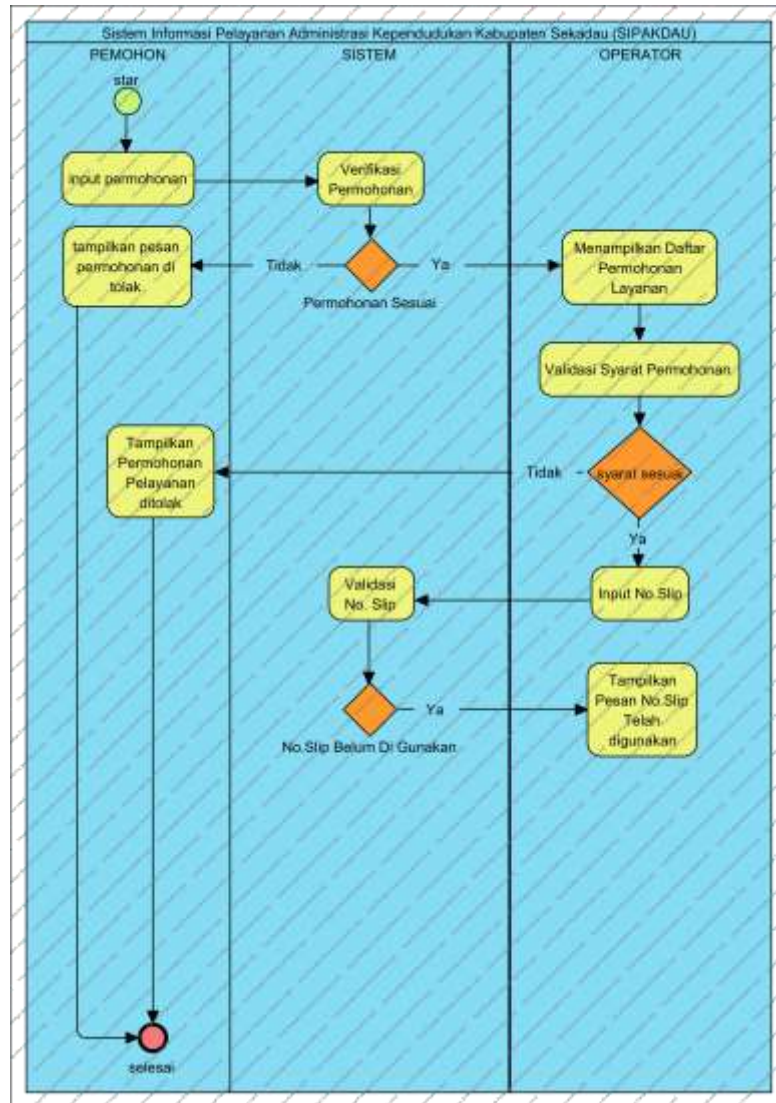 Sistem Informasi Pelayanan Administrasi Kependudukan Kabupaten Sekadau (SIPAKDAU)
PEMOHON
SISTEM
OPERATOR
star
input permohonan
Verifikasi
Permohonan
tampilkan pesan
permohonan di
tolak.
Tidak
Ya
Permohonan Sesuai
Menampilkan Daftar
Permohonan
Layanan
Validasi Syarat Permohonan
Tampilkan
Permohonan
Pelayanan
ditolak
Tidak
syarat sesuai
Ya
Validasi
No. Slip
Input No.Slip
Ya
No.Slip Belum Di Gunakan
Tampilkan
Pesan No.Slip
Telah
digunakan
selesai